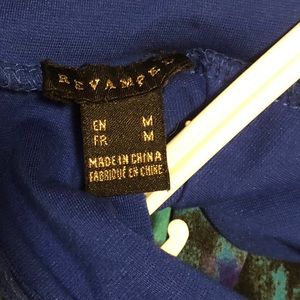 REVAMPED
EN M
FR M
MADE IN CHINA
FABRIQUÉ EN CHINE